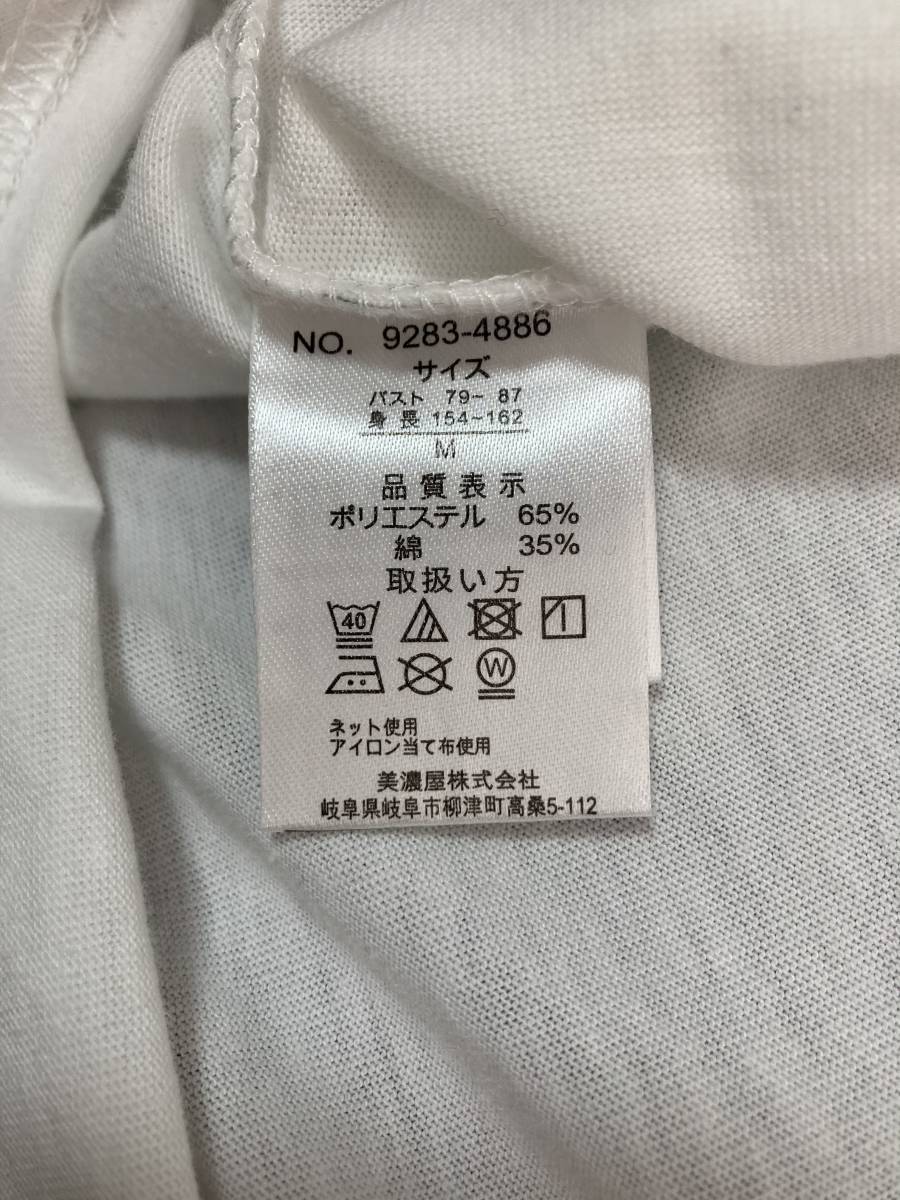 NO. 9283-4886
サイズ
バスト 79~ 87
身長 154~162
M
品質表示
ポリエステル 65%
綿 35%
取扱い方
40
W
ネット使用
アイロン当て布使用
美濃屋株式会社
岐阜県岐阜市柳津町高桑5-112